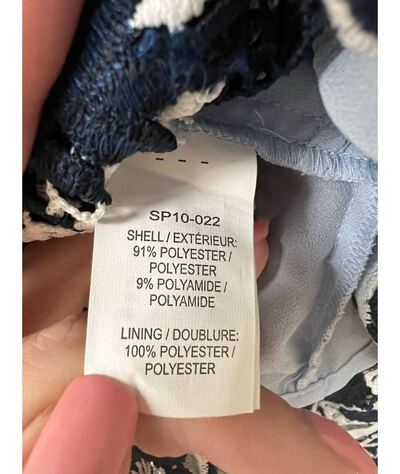 SP10-022
SHELL / EXTÉRIEUR:
91% POLYESTER /
POLYESTER
9% POLYAMIDE /
POLYAMIDE
LINING / DOUBLURE:
100% POLYESTER /
POLYESTER